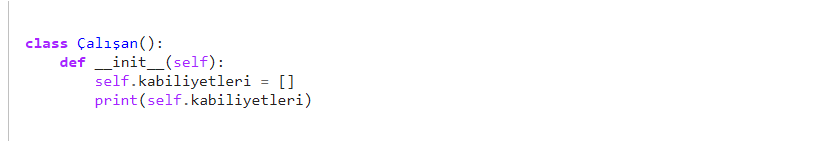 class Çalışan():
    def __init__(self):
        self.kabiliyetleri = []
        print(self.kabiliyetleri)